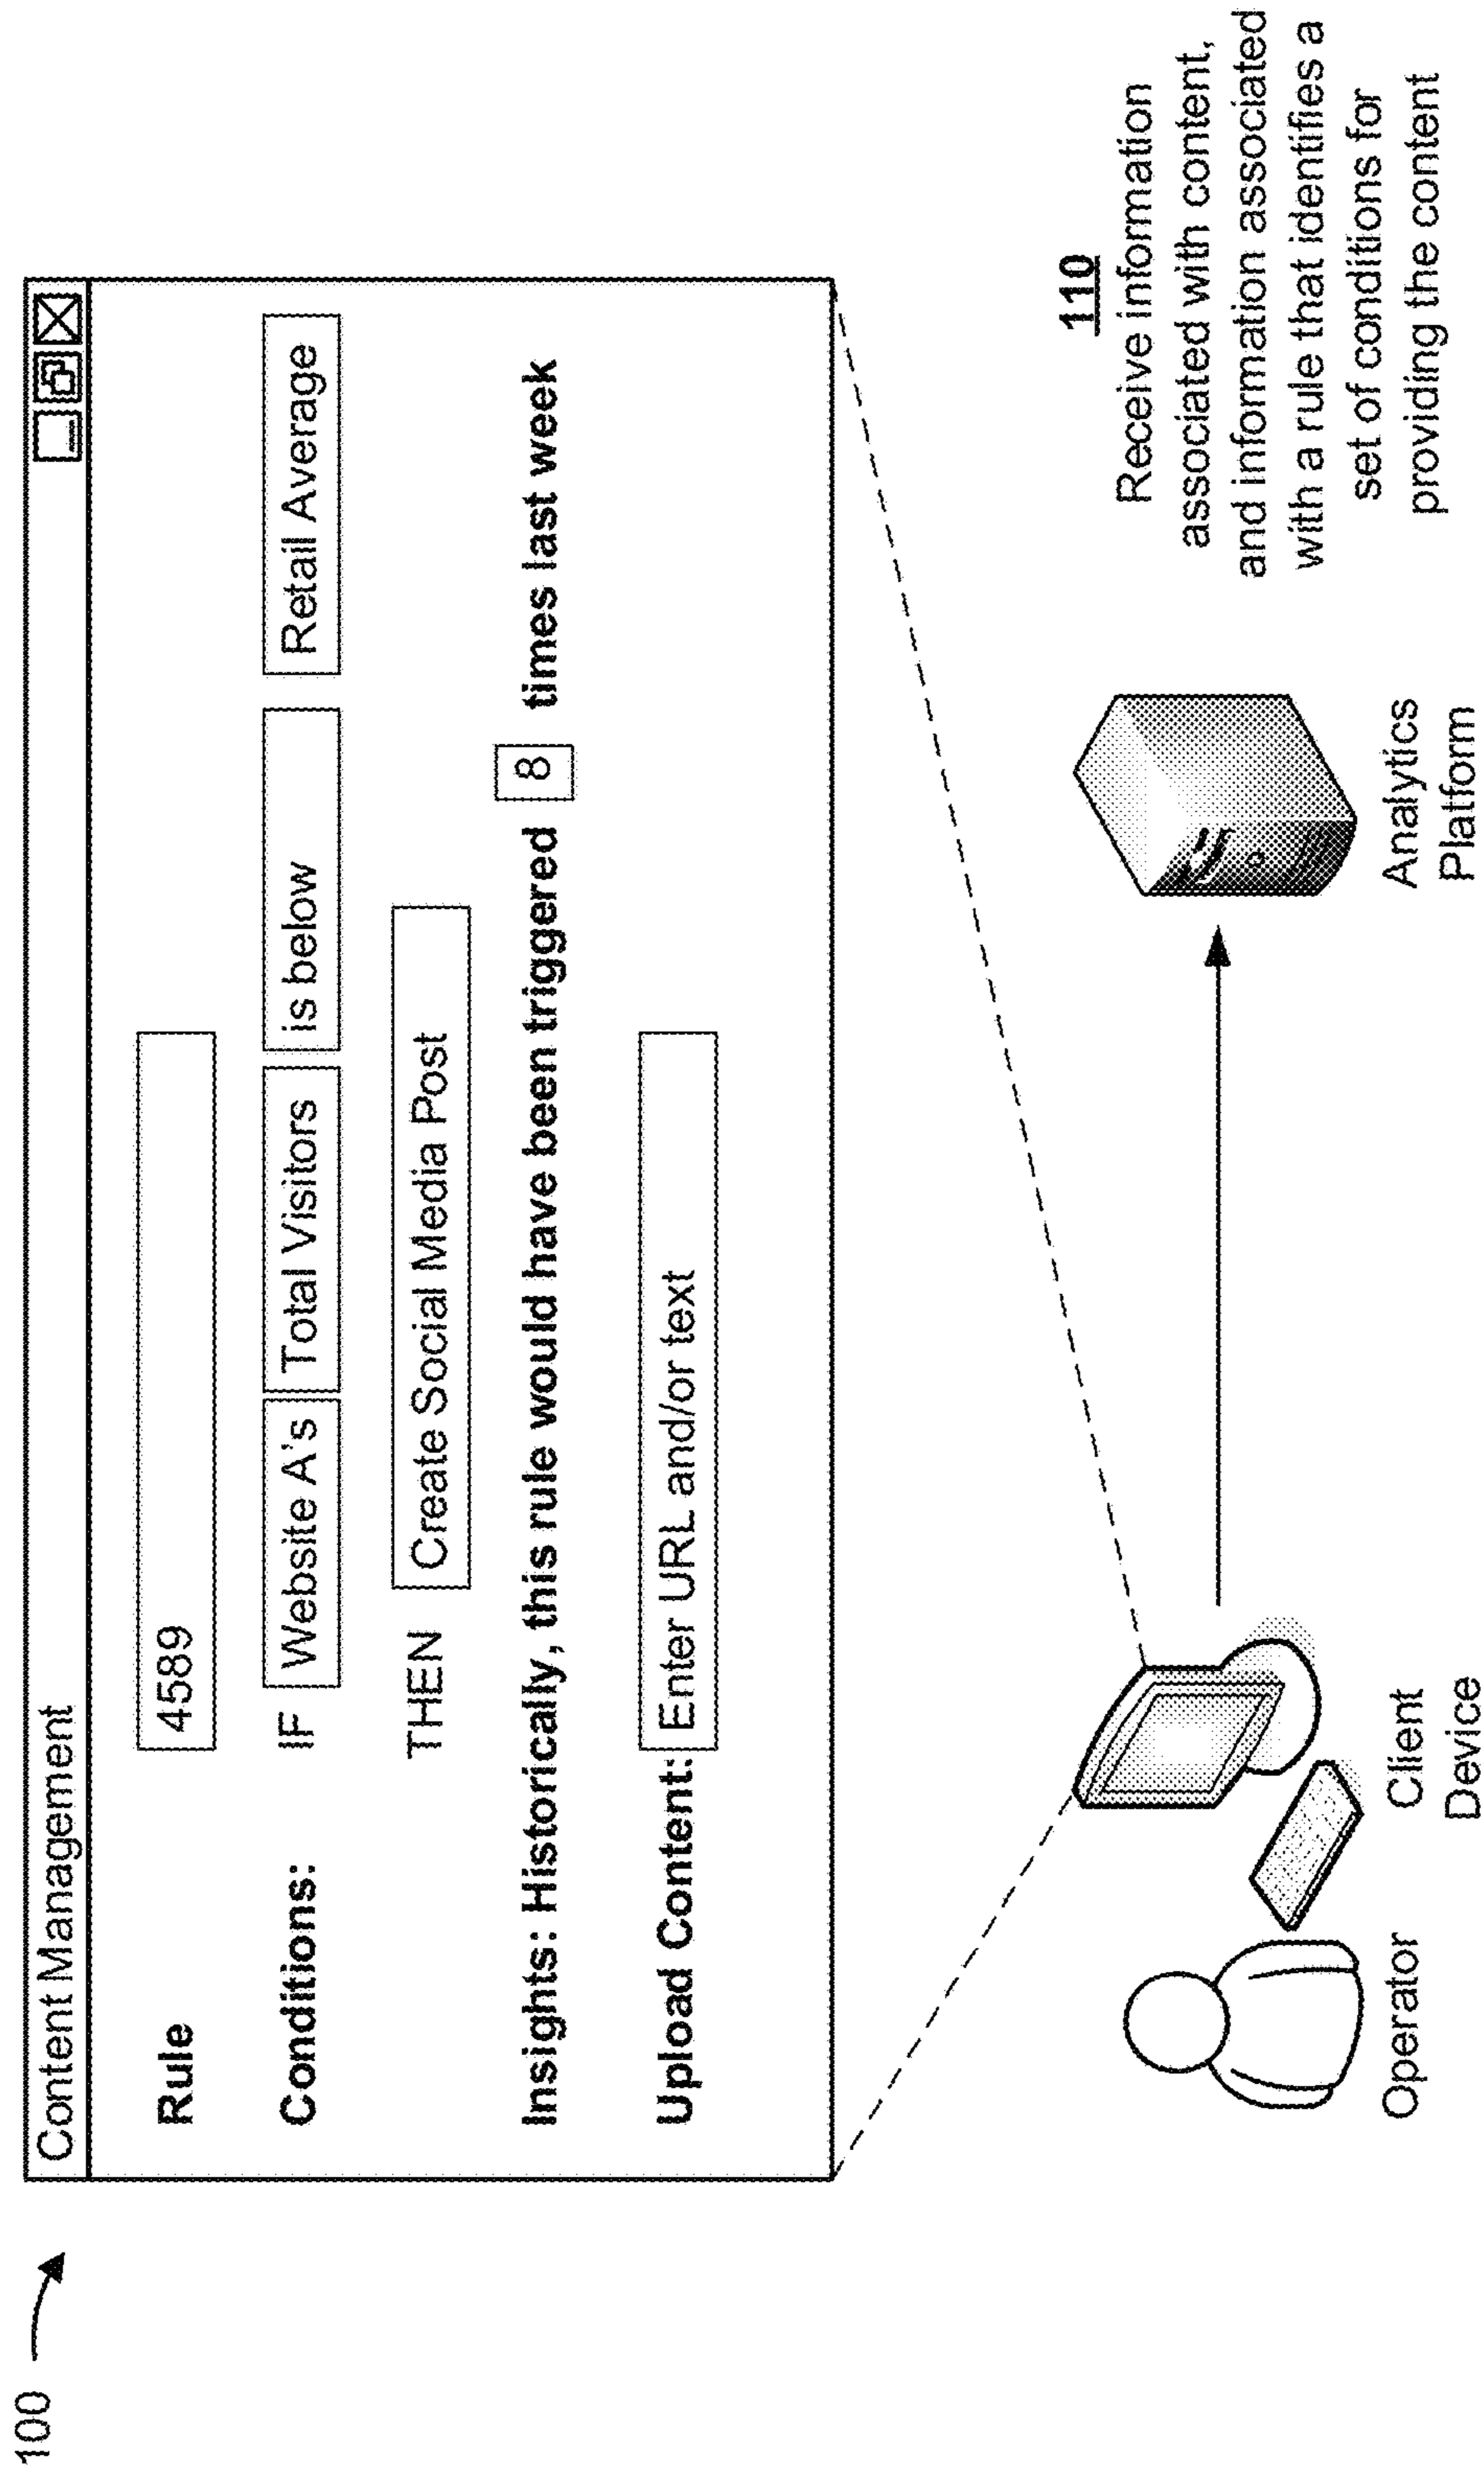 100
Content Management
Rule 4589
Conditions: IF Website A's Total Visitors is below Retail Average
THEN Create Social Media Post
Insights: Historically, this rule would have been triggered 8 times last week
Upload Content: Enter URL and/or text
Operator
Client
Device
Analytics
Platform
110
Receive information
associated with content,
and information associated
with a rule that identifies a
set of conditions for
providing the content